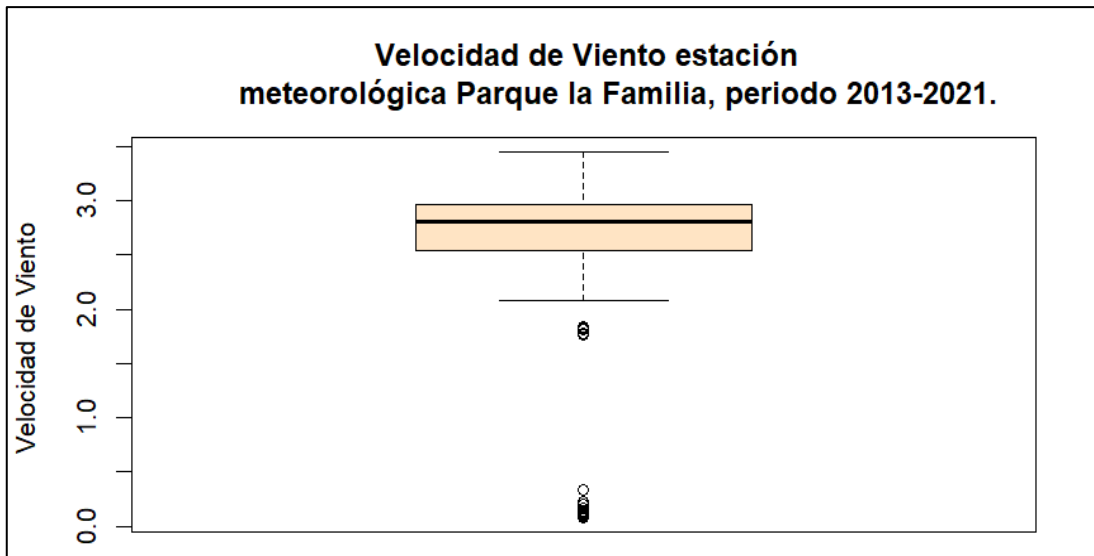 Velocidad de Viento estación
meteorológica Parque la Familia, periodo 2013-2021.
Velocidad de Viento
3.0
2.0
1.0
0.0